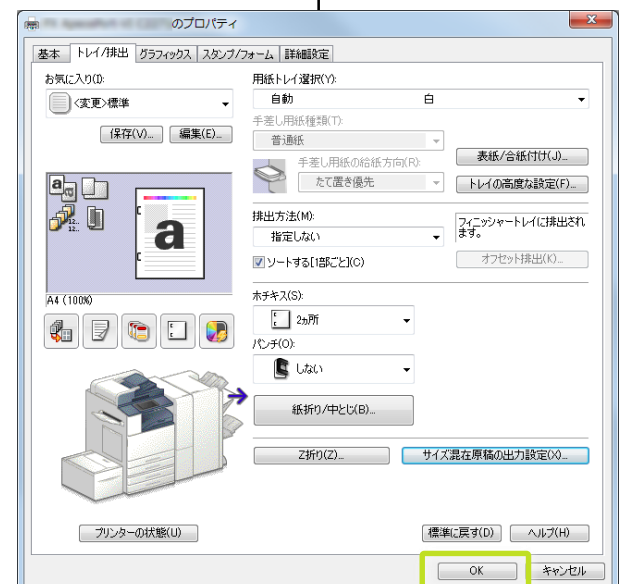 のプロパティ
基本 トレイ/排出 グラフィックス スタンプ/フォーム 詳細設定
お気に入り(I):
<変更>標準
保存(V)... 編集(E)...
A4 (100%)
プリンターの状態(U)
用紙トレイ選択(Y):
自動 白
手差し用紙種類(T):
普通紙
手差し用紙の給紙方向(R):
たて置き優先
表紙/合紙付け(J)...
トレイの高度な設定(F)...
排出方法(M):
指定しない
フィニッシャートレイに排出され
ます。
ソートする[1部ごと](C)
オフセット排出(K)...
ホチキス(S):
2ヵ所
パンチ(O):
しない
紙折り/中とじ(B)...
Z折り(Z)...
サイズ混在原稿の出力設定(X)...
標準に戻す(D) ヘルプ(H)
OK キャンセル